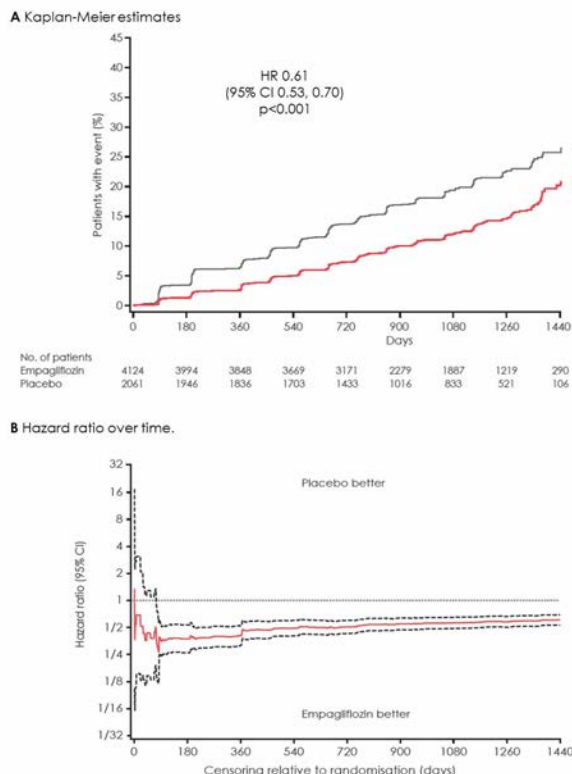 A Kaplan-Meier estimates
45
40
35
30
25
20
15
10
5
0
Patients with event (%)
HR 0.61
(95% CI 0.53, 0.70)
p<0.001
0 180 360 540 720 900 1080 1260 1440
Days
No. of patients
Empagliflozin 4124 3994 3848 3669 3171 2279 1887 1219 290
Placebo 2061 1946 1836 1703 1433 1016 833 521 106
B Hazard ratio over time.
32
16
8
4
2
1
1/2
1/4
1/8
1/16
1/32
Hazard ratio (95% CI)
Placebo better
Empagliflozin better
0 180 360 540 720 900 1080 1260 1440
Censoring relative to randomisation (days)